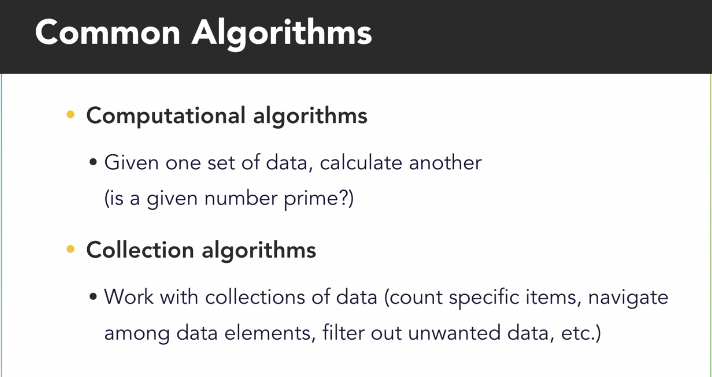 Common Algorithms
• Computational algorithms
• Given one set of data, calculate another
(is a given number prime?)
• Collection algorithms
• Work with collections of data (count specific items, navigate
among data elements, filter out unwanted data, etc.)